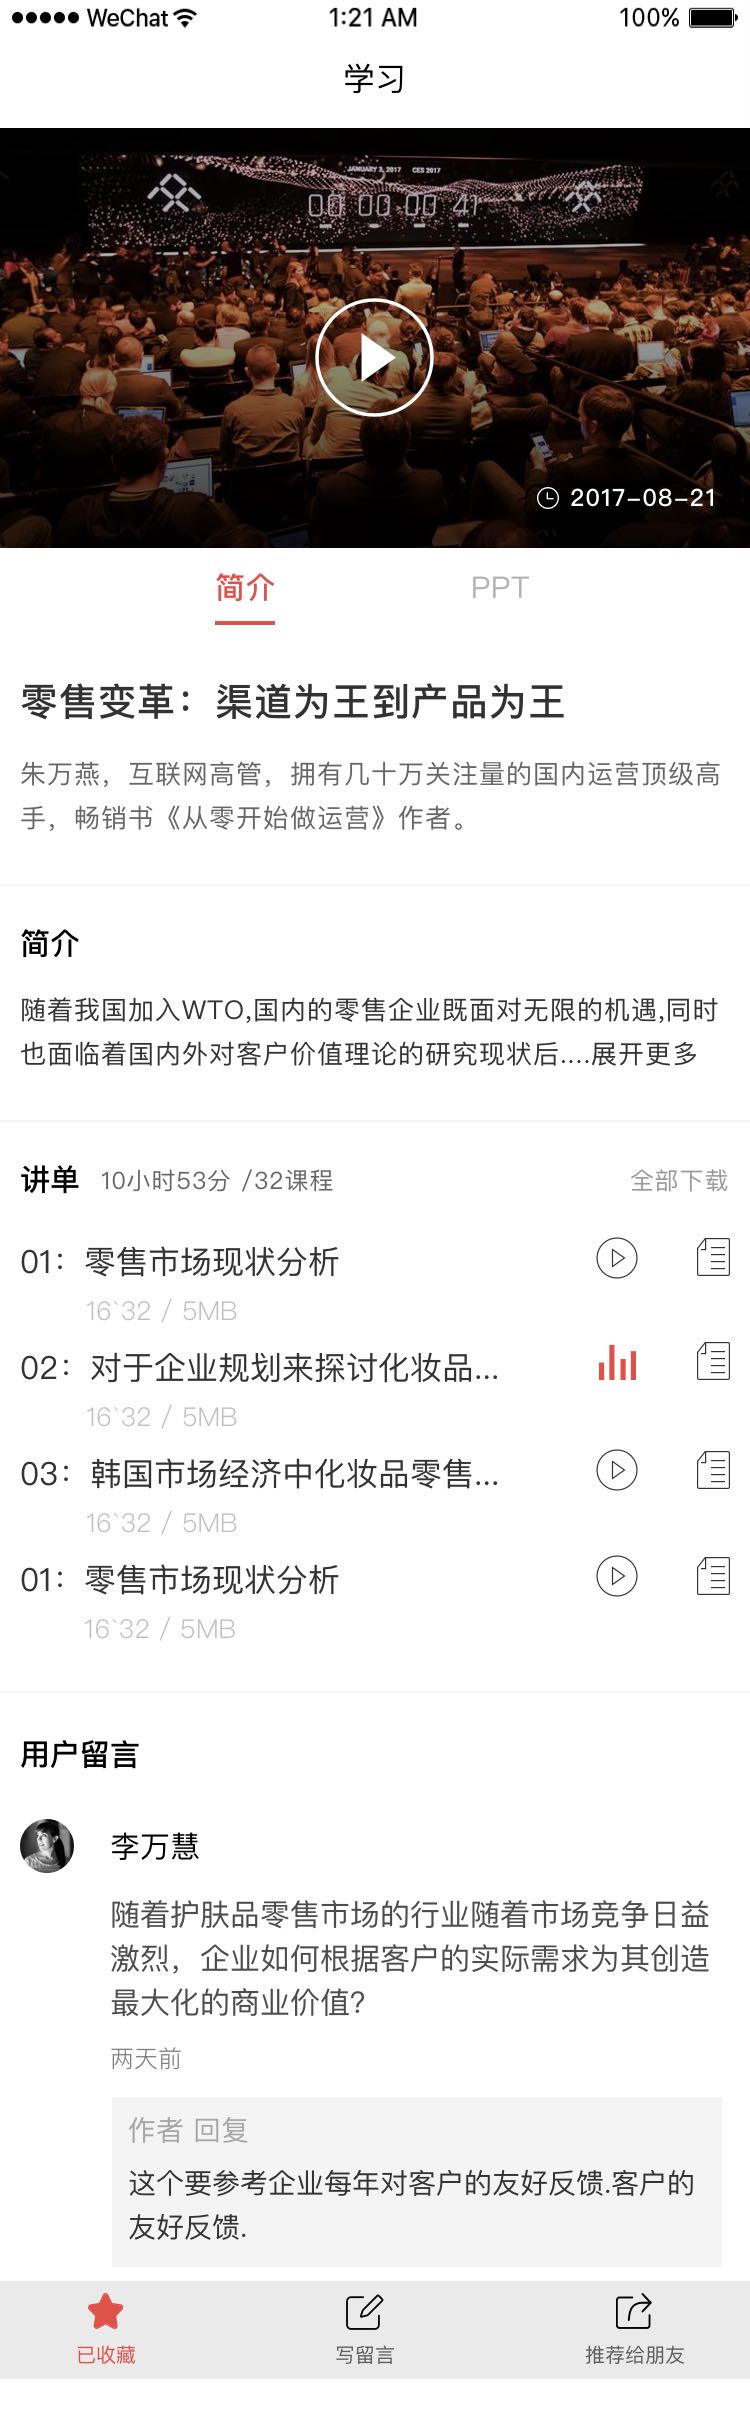 WeChat 1:21 AM 100%
学习
JANUARY 3, 2017 CES 2017
00 00 00 41
2017-08-21
简介 PPT
零售变革：渠道为王到产品为王
朱万燕，互联网高管，拥有几十万关注量的国内运营顶级高
手，畅销书《从零开始做运营》作者。
简介
随着我国加入WTO,国内的零售企业既面对无限的机遇,同时
也面临着国内外对客户价值理论的研究现状后....展开更多
讲单 10小时53分 /32课程 全部下载
01：零售市场现状分析
16`32 / 5MB
02：对于企业规划来探讨化妆品...
16`32 / 5MB
03：韩国市场经济中化妆品零售...
16`32 / 5MB
01：零售市场现状分析
16`32 / 5MB
用户留言
李万慧
随着护肤品零售市场的行业随着市场竞争日益
激烈，企业如何根据客户的实际需求为其创造
最大化的商业价值?
两天前
作者 回复
这个要参考企业每年对客户的友好反馈.客户的
友好反馈.
已收藏 写留言 推荐给朋友